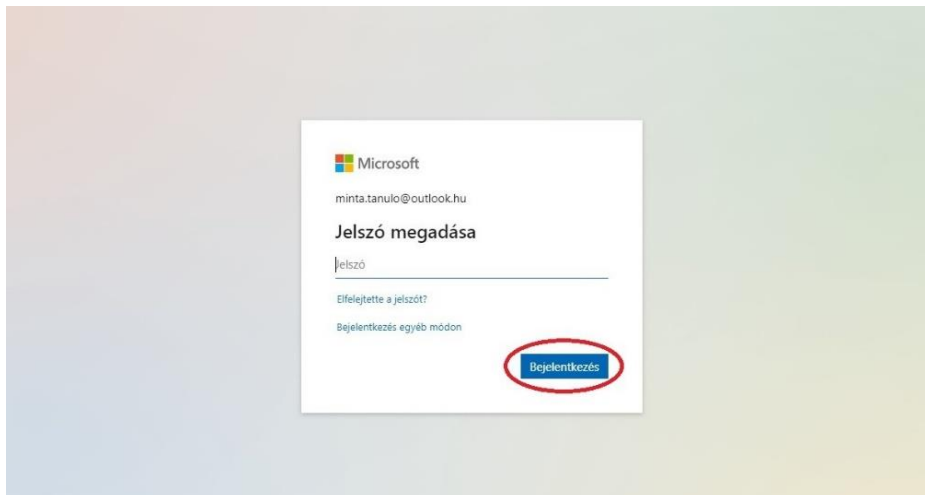 Microsoft
minta.tanulo@outlook.hu
Jelszó megadása
Jelszó
Elfelejtette a jelszót?
Bejelentkezés egyéb módon
Bejelentkezés